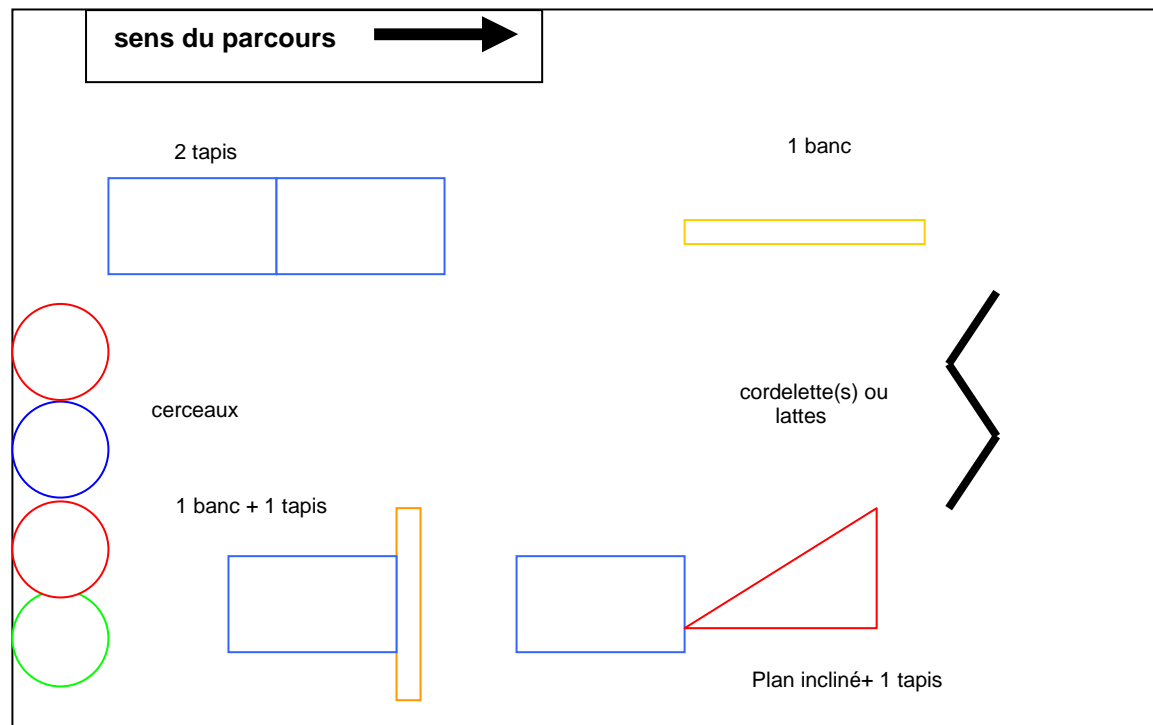 sens du parcours
2 tapis
1 banc
cerceaux
cordelette(s) ou
lattes
1 banc + 1 tapis
Plan incliné+ 1 tapis